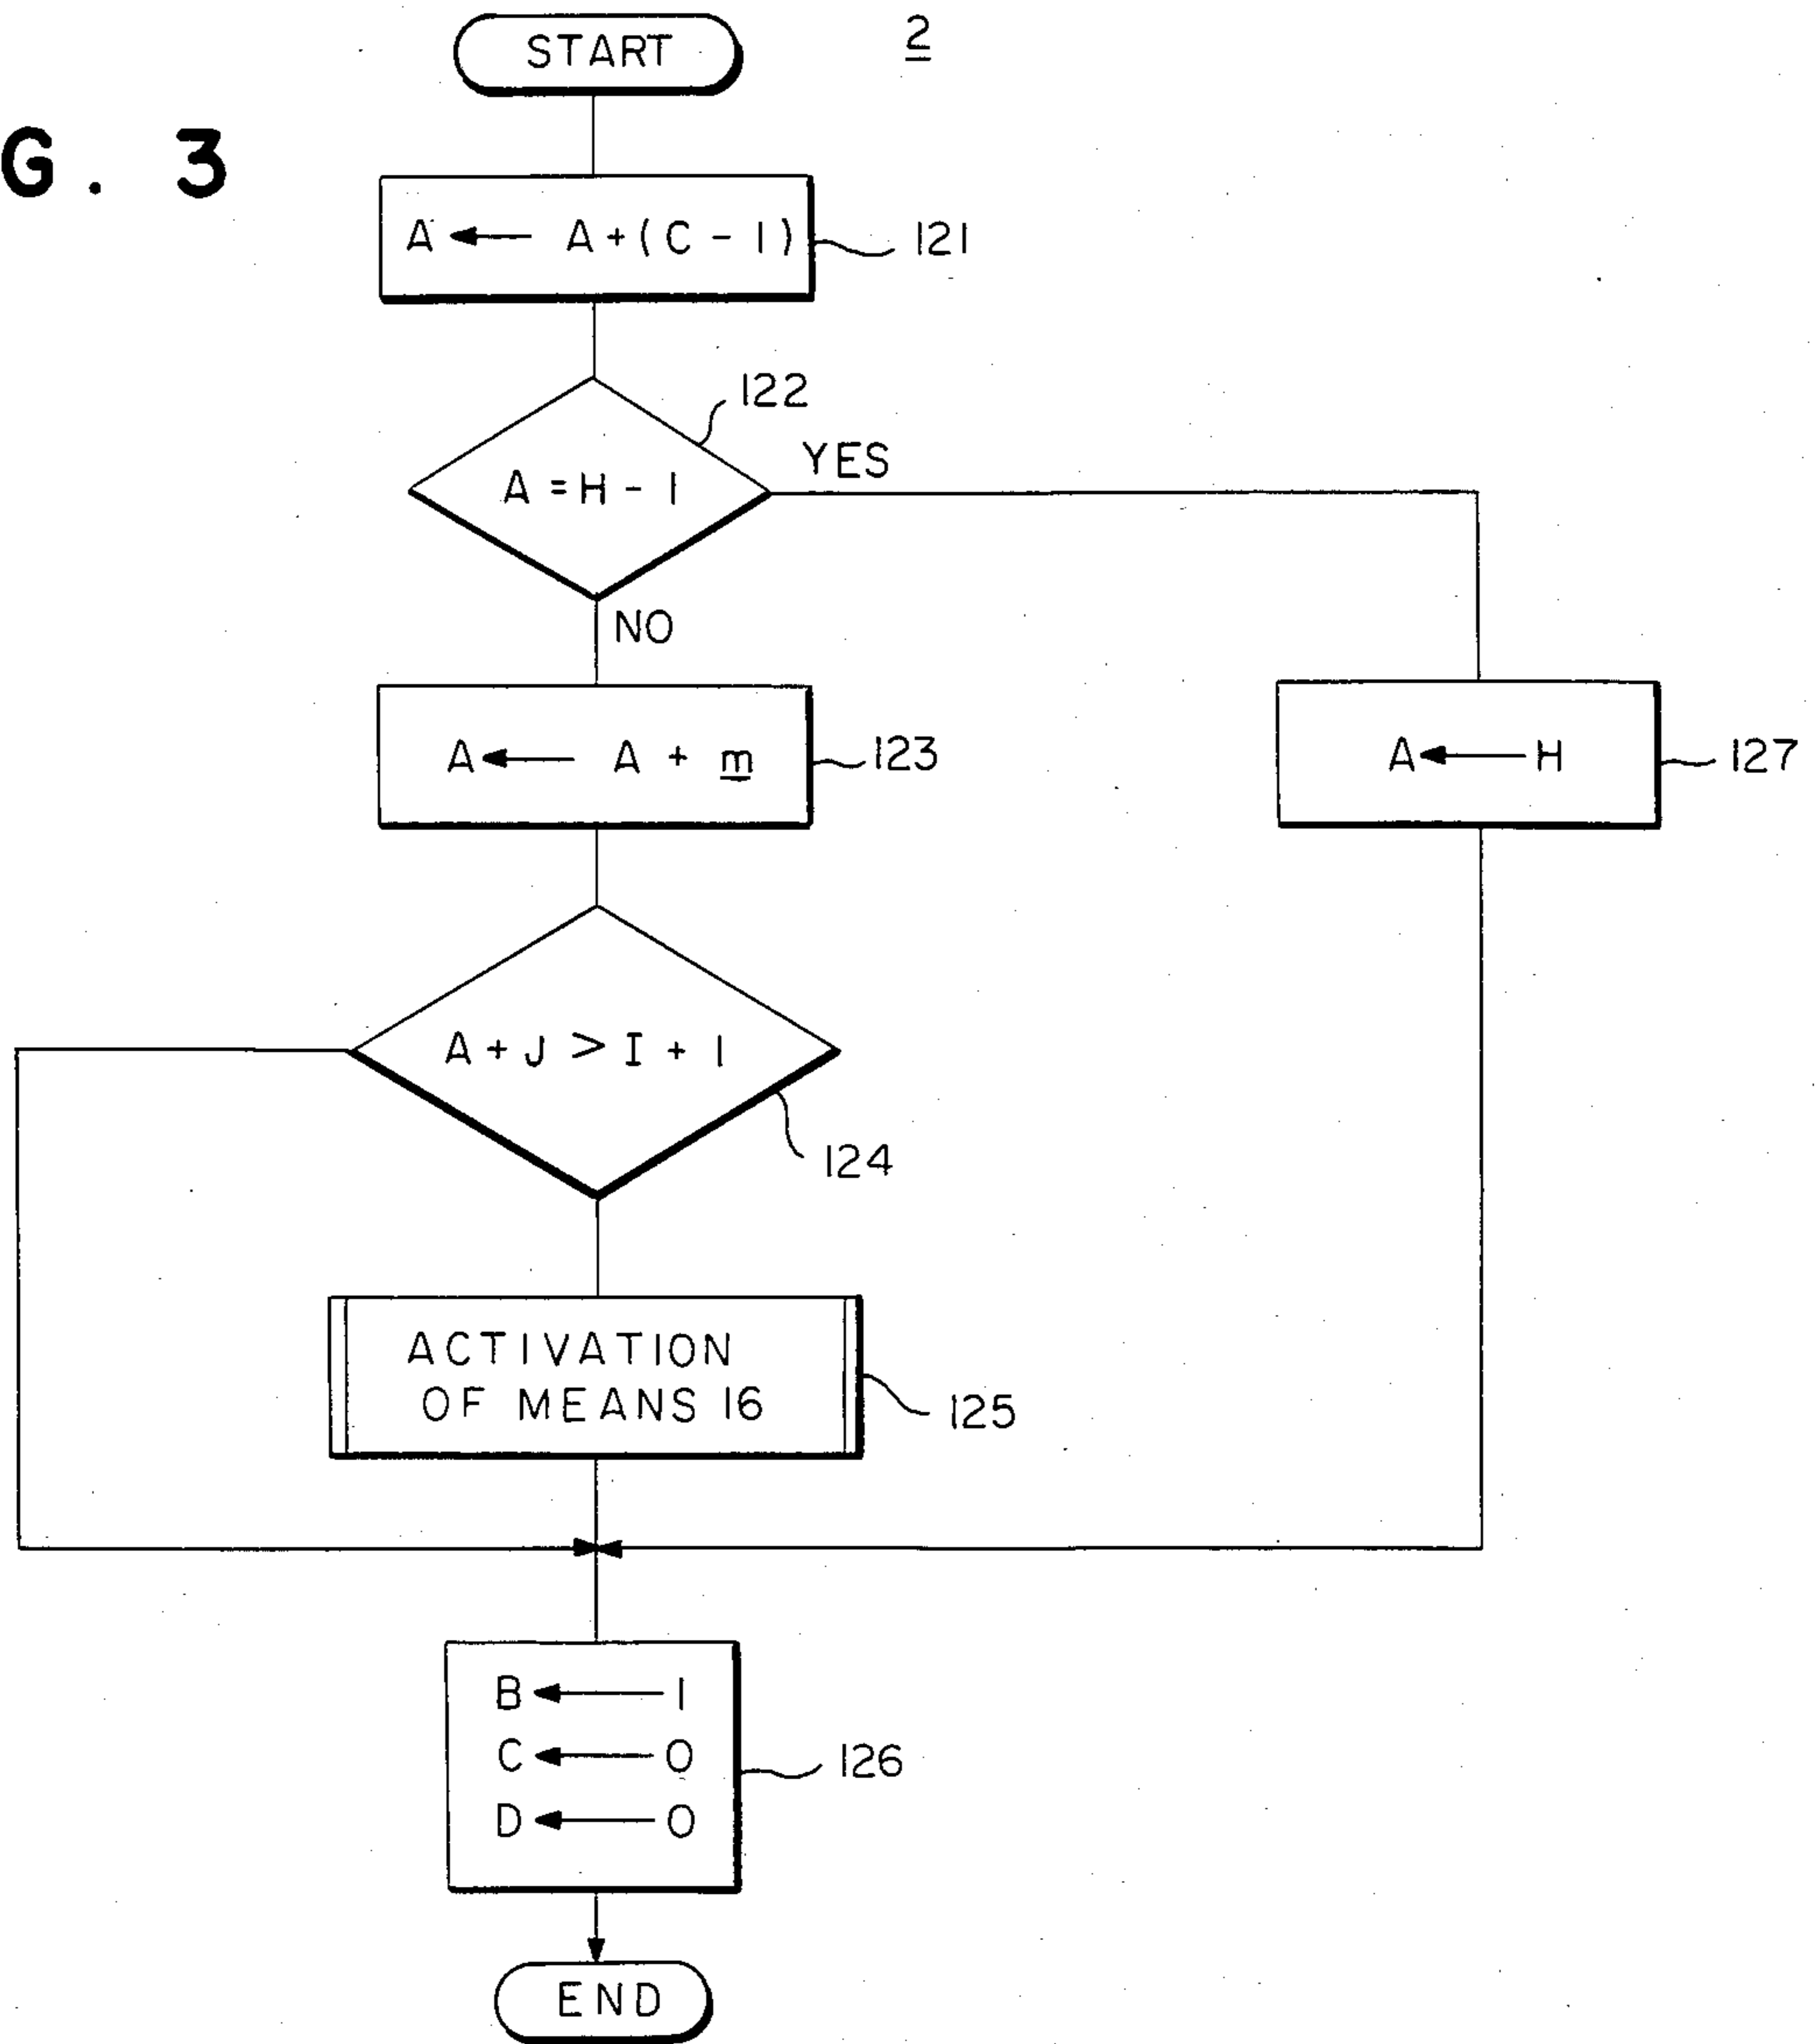 START
2
G. 3
A ← A+(C - 1)
121
122
YES
A = H - 1
NO
A ← A + m
123
A ← H
127
A + J > I + 1
124
ACTIVATION
OF MEANS 16
125
B ← 1
C ← 0
126
D ← 0
END